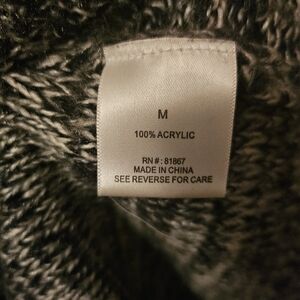 M
100% ACRYLIC
RN #: 81867
MADE IN CHINA
SEE REVERSE FOR CARE